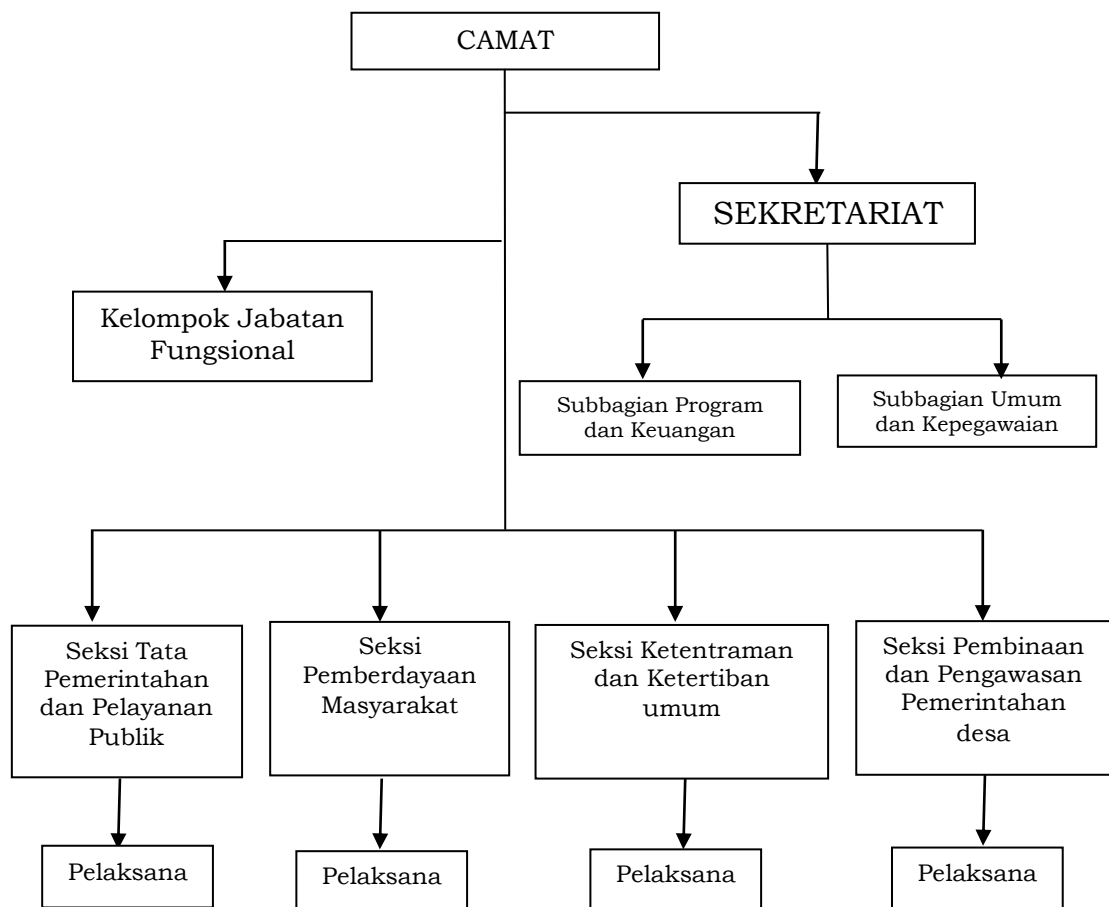 CAMAT
SEKRETARIAT
Kelompok Jabatan
Fungsional
Subbagian Program
dan Keuangan
Subbagian Umum
dan Kepegawaian
Seksi Tata
Pemerintahan
dan Pelayanan
Publik
Seksi
Pemberdayaan
Masyarakat
Seksi Ketentraman
dan Ketertiban
umum
Seksi Pembinaan
dan Pengawasan
Pemerintahan
desa
Pelaksana
Pelaksana
Pelaksana
Pelaksana